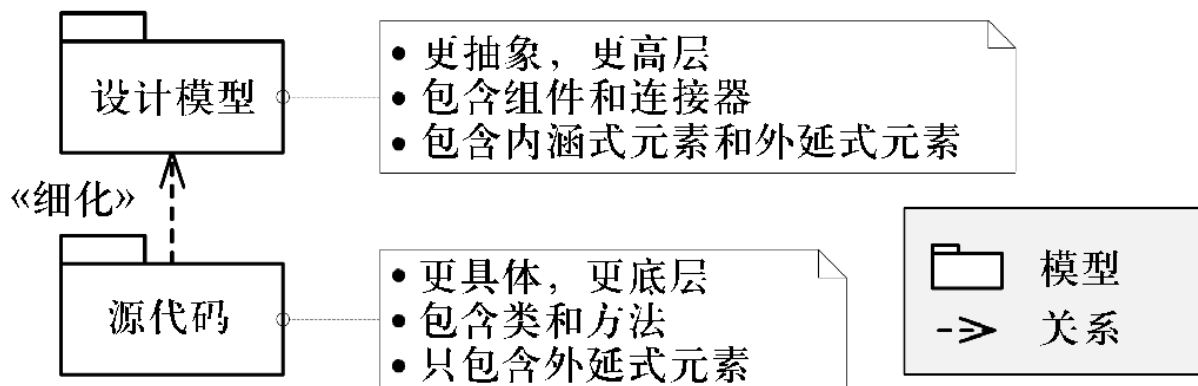 设计模型
• 更抽象，更高层
• 包含组件和连接器
• 包含内涵式元素和外延式元素
«细化»
源代码
• 更具体，更底层
• 包含类和方法
• 只包含外延式元素
模型
关系